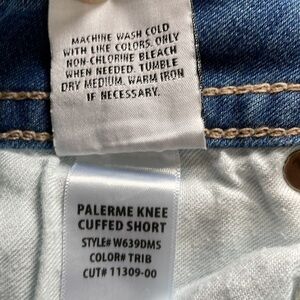 MACHINE WASH COLD
WITH LIKE COLORS. ONLY
NON-CHLORINE BLEACH
WHEN NEEDED. TUMBLE
DRY MEDIUM. WARM IRON
IF NECESSARY.
PALERME KNEE
CUFFED SHORT
STYLE# W639DMS
COLOR# TRIB
CUT# 11309-00